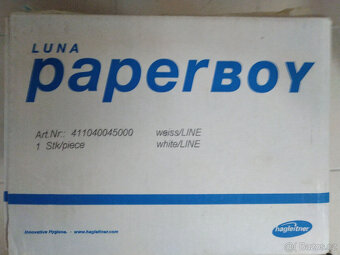 LUNA
paperBOY
Art.Nr.: 411040045000 weiss/LINE
1 Stk/piece white/LINE
Innovative Hygiene. - www.hagleitner.com
hagleitner